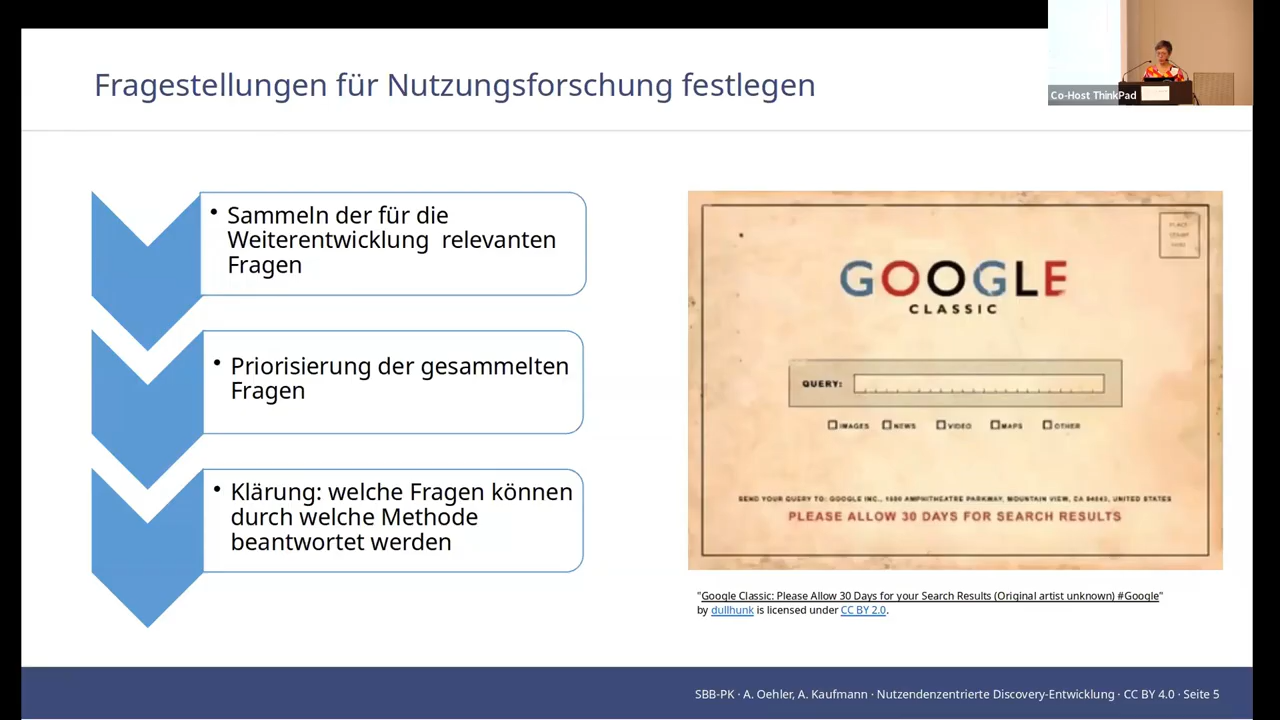 Fragestellungen für Nutzungsforschung festlegen
Co-Host ThinkPad
• Sammeln der für die
Weiterentwicklung relevanten
Fragen
• Priorisierung der gesammelten
Fragen
• Klärung: welche Fragen können
durch welche Methode
beantwortet werden
PLACE
STAMP
HERE
GOOGLE
CLASSIC
QUERY:
IMAGES NEWS VIDEO MAPS OTHER
SEND YOUR QUERY TO: GOOGLE INC., 1600 AMPHITHEATRE PARKWAY, MOUNTAIN VIEW, CA 94043, UNITED STATES
PLEASE ALLOW 30 DAYS FOR SEARCH RESULTS
"Google Classic: Please Allow 30 Days for your Search Results (Original artist unknown) #Google"
by dullhunk is licensed under CC BY 2.0.
SBB-PK · A. Oehler, A. Kaufmann · Nutzendenzentrierte Discovery-Entwicklung · CC BY 4.0 · Seite 5